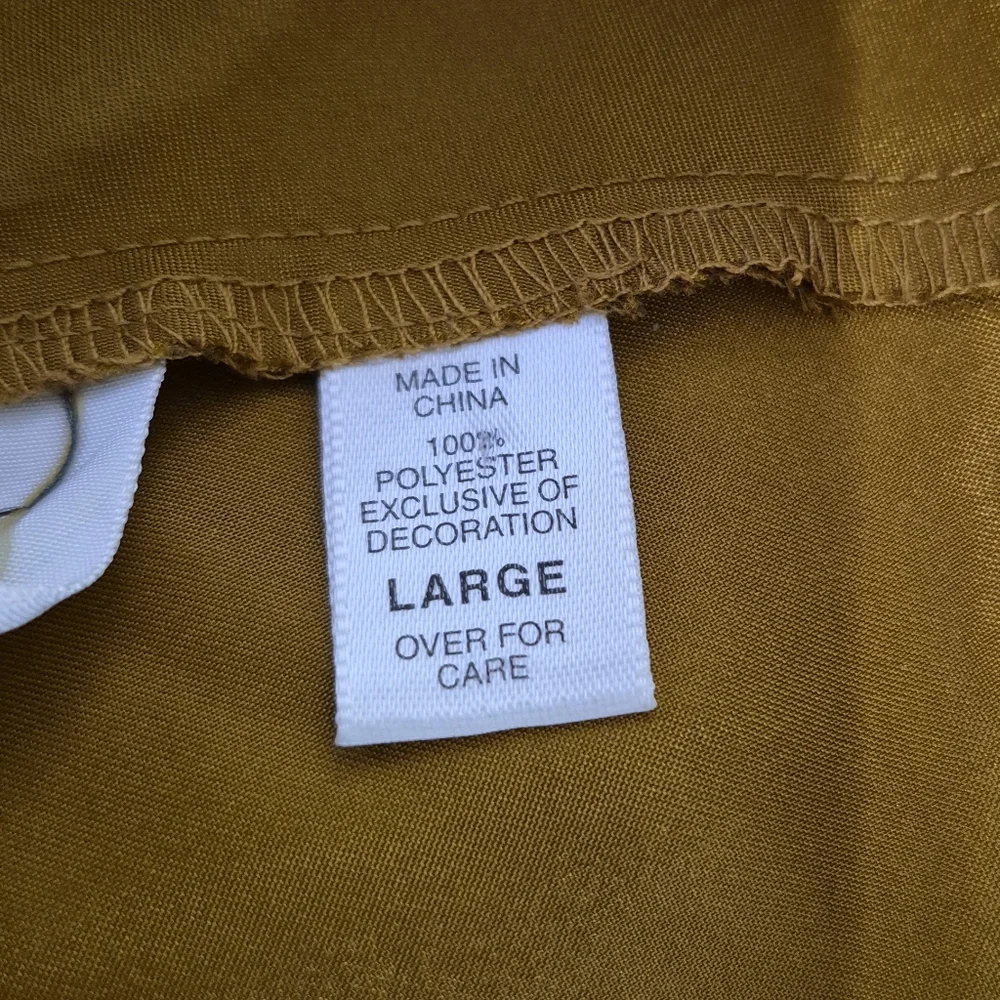 MADE IN
CHINA
100%
POLYESTER
EXCLUSIVE OF
DECORATION
LARGE
OVER FOR
CARE